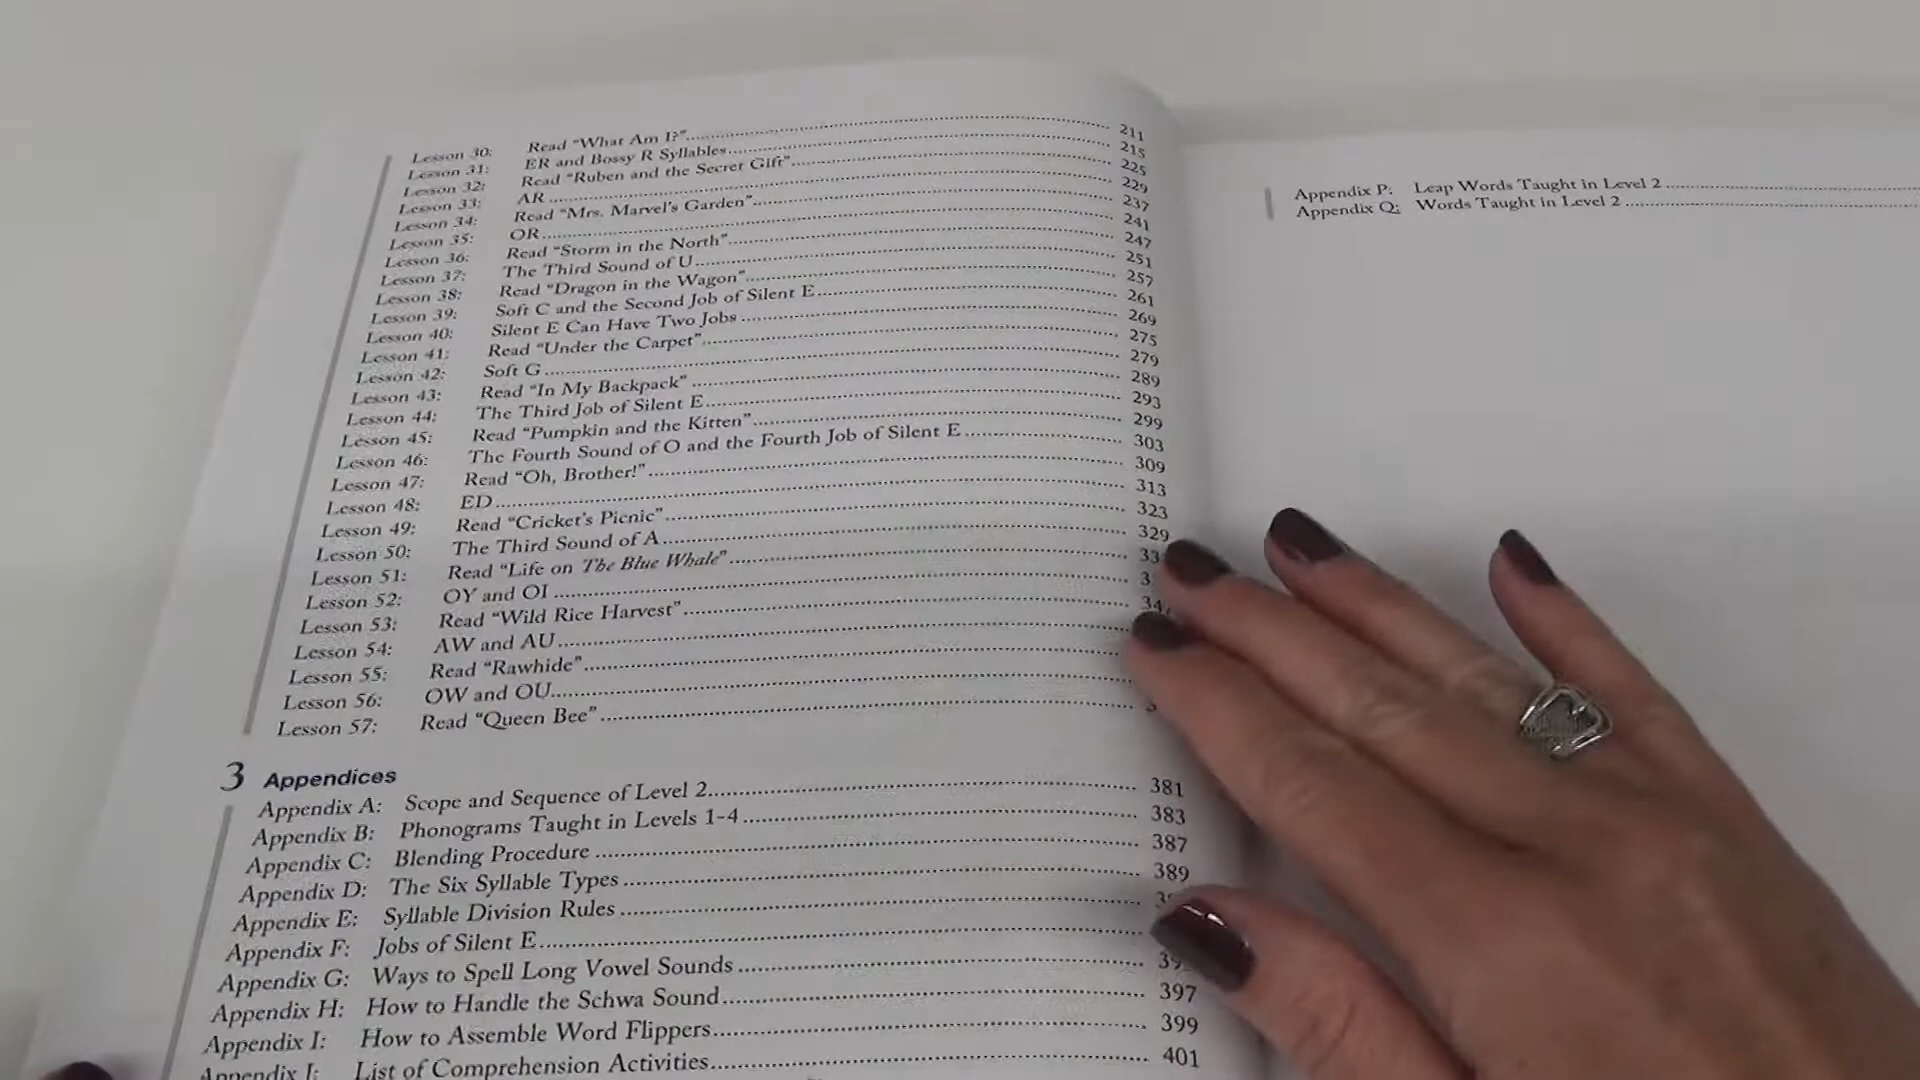 Lesson 30: Read "What Am I?" 211
Lesson 31: ER and Bossy R Syllables 215
Lesson 32: Read "Ruben and the Secret Gift" 225
Lesson 33: AR 229
Lesson 34: Read "Mrs. Marvel's Garden" 237
Lesson 35: OR 241
Lesson 36: Read "Storm in the North" 247
Lesson 37: The Third Sound of U 251
Lesson 38: Read "Dragon in the Wagon" 257
Lesson 39: Soft C and the Second Job of Silent E 261
Lesson 40: Silent E Can Have Two Jobs 269
Lesson 41: Read "Under the Carpet" 275
Lesson 42: Soft G 279
Lesson 43: Read "In My Backpack" 289
Lesson 44: The Third Job of Silent E 293
Lesson 45: Read "Pumpkin and the Kitten" 299
Lesson 46: The Fourth Sound of O and the Fourth Job of Silent E 303
Lesson 47: Read "Oh, Brother!" 309
Lesson 48: ED 313
Lesson 49: Read "Cricket's Picnic" 323
Lesson 50: The Third Sound of A 329
Lesson 51: Read "Life on The Blue Whale"
Lesson 52: OY and OI
Lesson 53: Read "Wild Rice Harvest"
Lesson 54: AW and AU
Lesson 55: Read "Rawhide"
Lesson 56: OW and OU
Lesson 57: Read "Queen Bee"
3 Appendices
Appendix A: Scope and Sequence of Level 2 381
Appendix B: Phonograms Taught in Levels 1-4 383
Appendix C: Blending Procedure 387
Appendix D: The Six Syllable Types 389
Appendix E: Syllable Division Rules
Appendix F: Jobs of Silent E
Appendix G: Ways to Spell Long Vowel Sounds
Appendix H: How to Handle the Schwa Sound 397
Appendix I: How to Assemble Word Flippers 399
Appendix J: List of Comprehension Activities 401
Appendix P: Leap Words Taught in Level 2
Appendix Q: Words Taught in Level 2